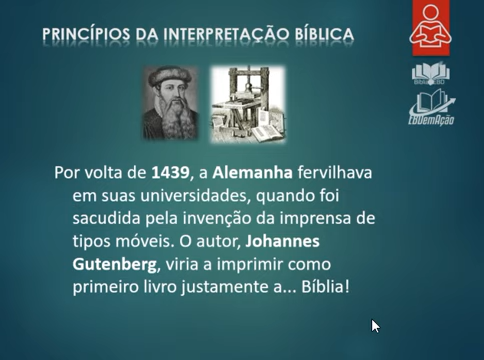 PRINCÍPIOS DA INTERPRETAÇÃO BÍBLICA
EBDemAção
Por volta de 1439, a Alemanha fervilhava
em suas universidades, quando foi
sacudida pela invenção da imprensa de
tipos móveis. O autor, Johannes
Gutenberg, viria a imprimir como
primeiro livro justamente a... Bíblia!